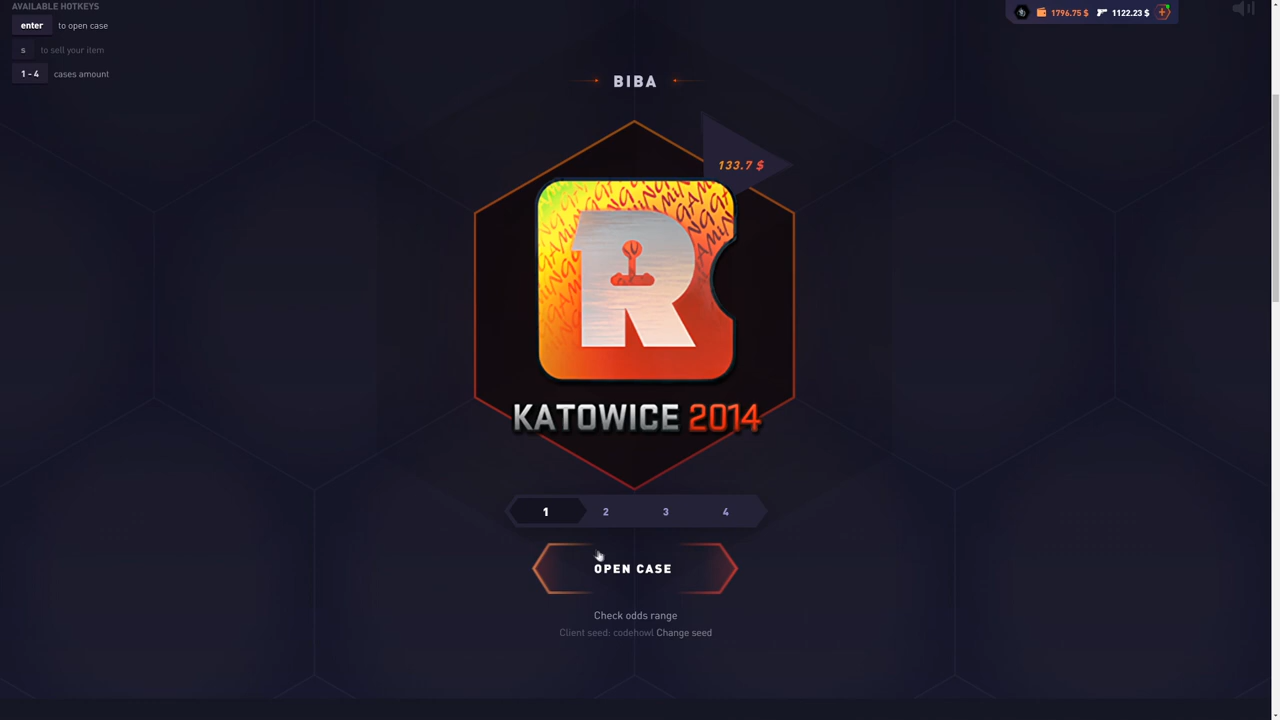 AVAILABLE HOTKEYS
enter to open case
s to sell your item
1 - 4 cases amount
1796.75 $ 1122.23 $
BIBA
133.7 $
R
KATOWICE 2014
1 2 3 4
OPEN CASE
Check odds range
Client seed: codehowl Change seed